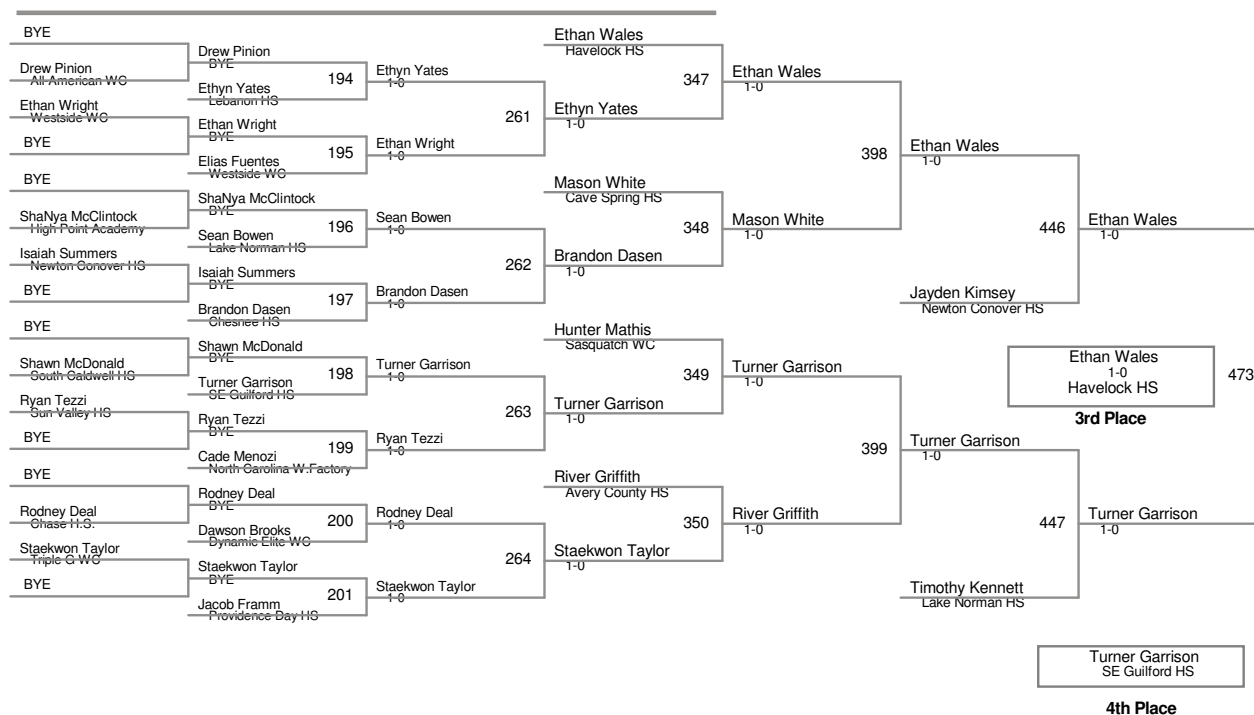 BYE
Drew Pinion
All-American WC
Ethan Wright
Westside WC
BYE
BYE
ShaNya McClintock
High Point Academy
Isaiah Summers
Newton Conover HS
BYE
BYE
Shawn McDonald
South Caldwell HS
Ryan Tezzi
Sun Valley HS
BYE
BYE
Rodney Deal
Chase H.S.
Staekwon Taylor
Triple G WC
BYE
Drew Pinion
BYE
194
Ethyn Yates
Lebanon HS
Ethan Wright
BYE
195
Elias Fuentes
Westside WC
ShaNya McClintock
BYE
196
Sean Bowen
Lake Norman HS
Isaiah Summers
BYE
197
Brandon Dasen
Chesnee HS
Shawn McDonald
BYE
198
Turner Garrison
SE Guilford HS
Ryan Tezzi
BYE
199
Cade Menozi
North Carolina W.Factory
Rodney Deal
BYE
200
Dawson Brooks
Dynamic Elite WC
Staekwon Taylor
BYE
201
Jacob Framm
Providence Day HS
Ethyn Yates
1-0
261
Ethan Wright
1-0
Sean Bowen
1-0
262
Brandon Dasen
1-0
Turner Garrison
1-0
263
Ryan Tezzi
1-0
Rodney Deal
1-0
264
Staekwon Taylor
1-0
Ethan Wales
Havelock HS
347
Ethyn Yates
1-0
Mason White
Cave Spring HS
348
Brandon Dasen
1-0
Hunter Mathis
Sasquatch WC
349
Turner Garrison
1-0
River Griffith
Avery County HS
350
Staekwon Taylor
1-0
Ethan Wales
1-0
398
Mason White
1-0
Turner Garrison
1-0
399
River Griffith
1-0
Ethan Wales
1-0
446
Jayden Kimsey
Newton Conover HS
Turner Garrison
1-0
447
Timothy Kennett
Lake Norman HS
Ethan Wales
1-0
Turner Garrison
1-0
Ethan Wales
1-0
Havelock HS
473
3rd Place
Turner Garrison
SE Guilford HS
4th Place